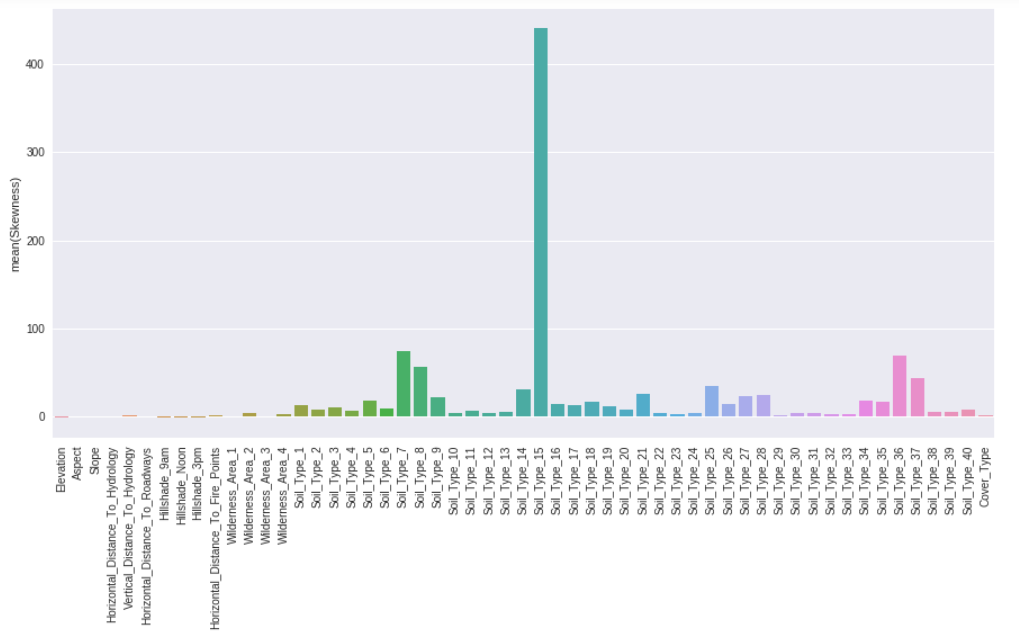 mean(Skewness)
400
300
200
100
0
Elevation
Aspect
Slope
Horizontal_Distance_To_Hydrology
Vertical_Distance_To_Hydrology
Horizontal_Distance_To_Roadways
Hillshade_9am
Hillshade_Noon
Hillshade_3pm
Horizontal_Distance_To_Fire_Points
Wilderness_Area_1
Wilderness_Area_2
Wilderness_Area_3
Wilderness_Area_4
Soil_Type_1
Soil_Type_2
Soil_Type_3
Soil_Type_4
Soil_Type_5
Soil_Type_6
Soil_Type_7
Soil_Type_8
Soil_Type_9
Soil_Type_10
Soil_Type_11
Soil_Type_12
Soil_Type_13
Soil_Type_14
Soil_Type_15
Soil_Type_16
Soil_Type_17
Soil_Type_18
Soil_Type_19
Soil_Type_20
Soil_Type_21
Soil_Type_22
Soil_Type_23
Soil_Type_24
Soil_Type_25
Soil_Type_26
Soil_Type_27
Soil_Type_28
Soil_Type_29
Soil_Type_30
Soil_Type_31
Soil_Type_32
Soil_Type_33
Soil_Type_34
Soil_Type_35
Soil_Type_36
Soil_Type_37
Soil_Type_38
Soil_Type_39
Soil_Type_40
Cover_Type